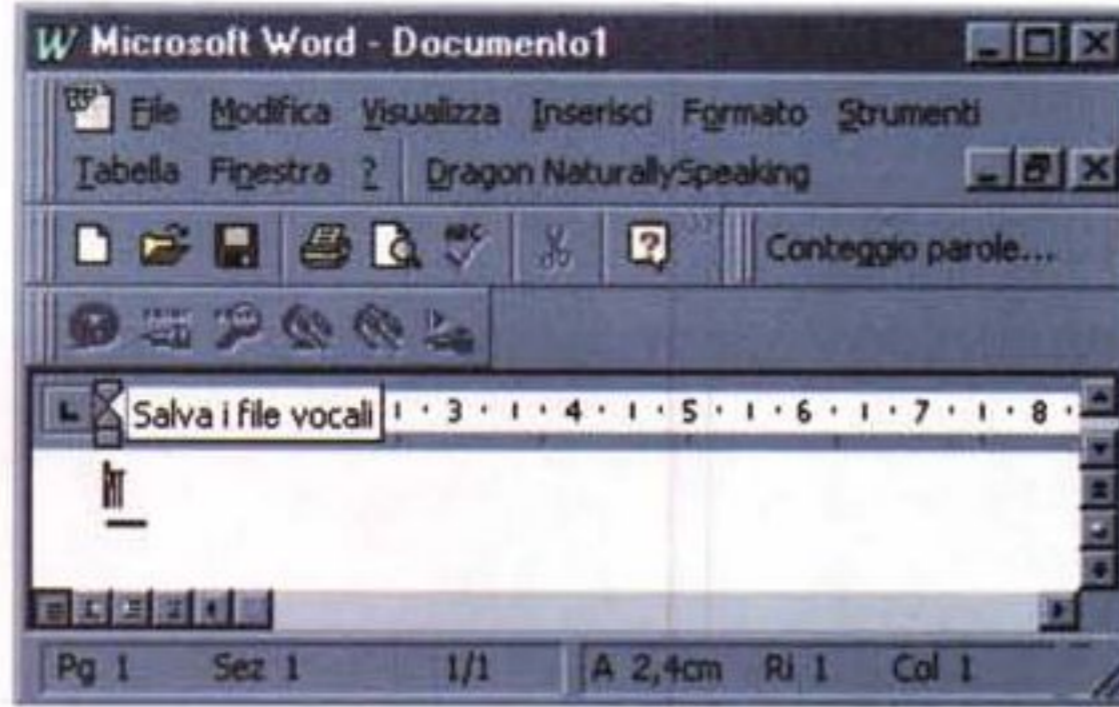 W Microsoft Word - Documento1
File Modifica Visualizza Inserisci Formato Strumenti
Tabella Finestra ? Dragon NaturallySpeaking
ABC
? Conteggio parole...
L Salva i file vocali 3 4 5 6 7 8
Pg 1 Sez 1 1/1 A 2,4cm Ri 1 Col 1